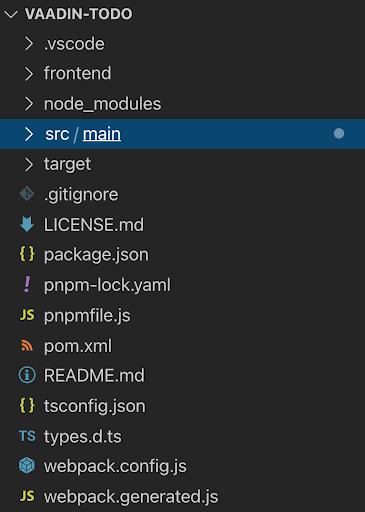 VAADIN-TODO
.vscode
frontend
node_modules
src / main
target
.gitignore
LICENSE.md
{} package.json
! pnpm-lock.yaml
JS pnpmfile.js
pom.xml
README.md
{} tsconfig.json
TS types.d.ts
webpack.config.js
JS webpack.generated.js